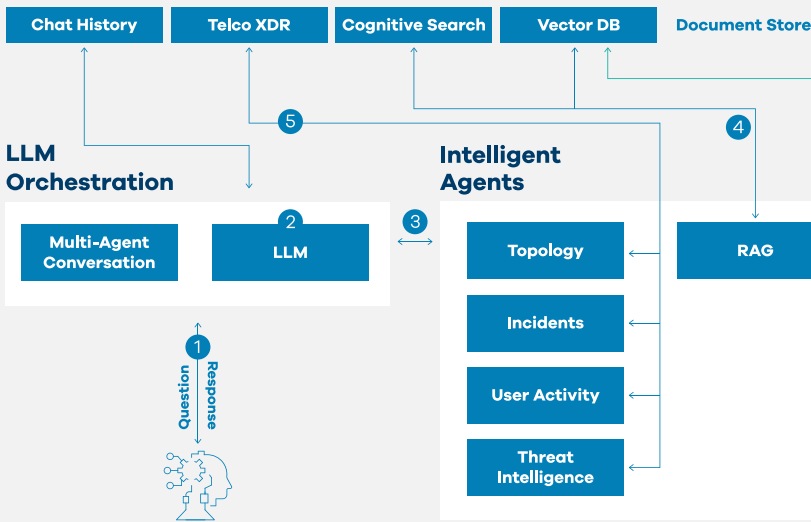 Chat History
Telco XDR
Cognitive Search
Vector DB
Document Store
5
4
LLM
Orchestration
Intelligent
Agents
2
3
Multi-Agent
Conversation
LLM
Topology
RAG
Incidents
1
Question
Response
User Activity
Threat
Intelligence